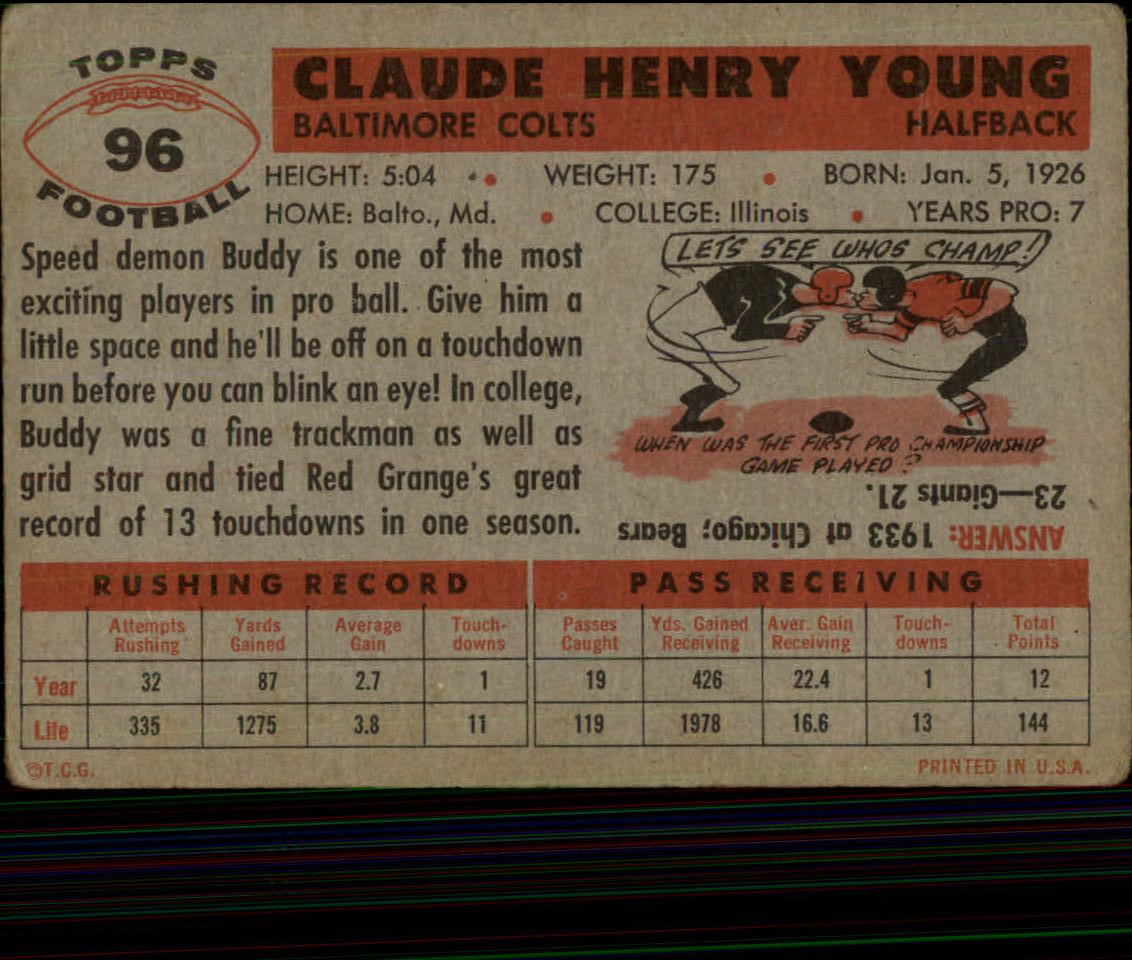 TOPPS
96
FOOTBALL
CLAUDE HENRY YOUNG
BALTIMORE COLTS HALFBACK
HEIGHT: 5:04 • WEIGHT: 175 • BORN: Jan. 5, 1926
HOME: Balto., Md. • COLLEGE: Illinois • YEARS PRO: 7
Speed demon Buddy is one of the most
exciting players in pro ball. Give him a
little space and he'll be off on a touchdown
run before you can blink an eye! In college,
Buddy was a fine trackman as well as
grid star and tied Red Grange's great
record of 13 touchdowns in one season.
LETS SEE WHOS CHAMP!
WHEN WAS THE FIRST PRO CHAMPIONSHIP
GAME PLAYED?
ANSWER: 1933 at Chicago; Bears
23—Giants 21.
RUSHING RECORD PASS RECEIVING
Attempts Rushing Yards Gained Average Gain Touch-downs Passes Caught Yds. Gained Receiving Aver. Gain Receiving Touch-downs Total Points
Year 32 87 2.7 1 19 426 22.4 1 12
Life 335 1275 3.8 11 119 1978 16.6 13 144
©T.C.G. PRINTED IN U.S.A.